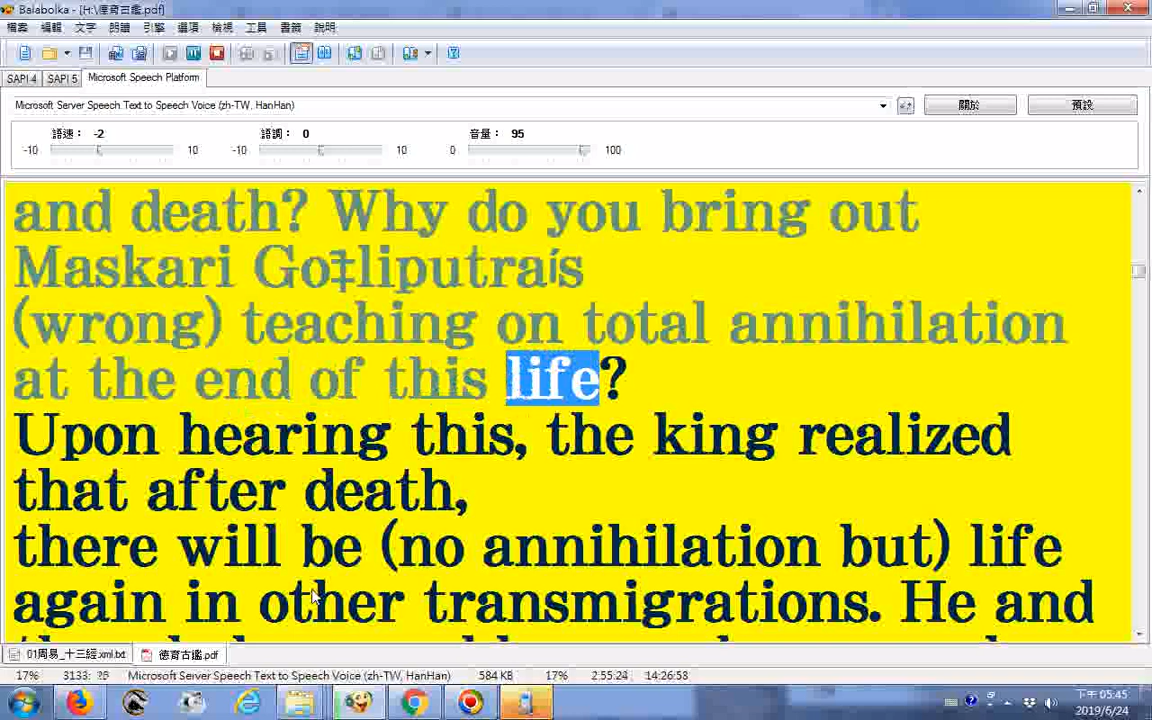 Balabolka - [H:\德育古鑑.pdf]
檔案 編輯 文字 朗讀 引擎 選項 檢視 工具 書籤 說明
SAPI 4 SAPI 5 Microsoft Speech Platform
Microsoft Server Speech Text to Speech Voice (zh-TW, HanHan) 關於 預設
語速： -2 語調： 0 音量： 95
-10 10 -10 10 0 100
and death? Why do you bring out
Maskari Go‡liputraís
(wrong) teaching on total annihilation
at the end of this life?
Upon hearing this, the king realized
that after death,
there will be (no annihilation but) life
again in other transmigrations. He and
01周易_十三經.xml.txt 德育古鑑.pdf
17% 3133: 25 Microsoft Server Speech Text to Speech Voice (zh-TW, HanHan) 584 KB 17% 2:55:24 14:26:58
下午 05:45
2019/6/24